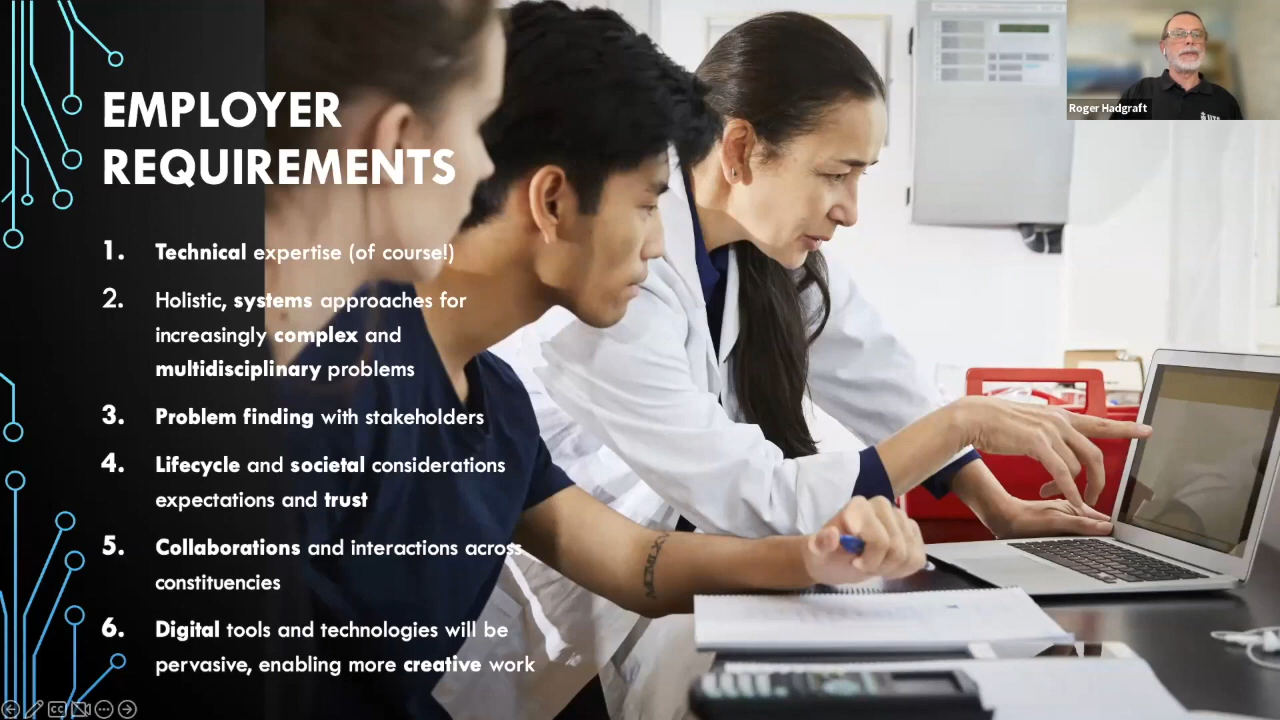 EMPLOYER
REQUIREMENTS
1. Technical expertise (of course!)
2. Holistic, systems approaches for
increasingly complex and
multidisciplinary problems
3. Problem finding with stakeholders
4. Lifecycle and societal considerations
expectations and trust
5. Collaborations and interactions across
constituencies
6. Digital tools and technologies will be
pervasive, enabling more creative work
Roger Hadgraft
CC